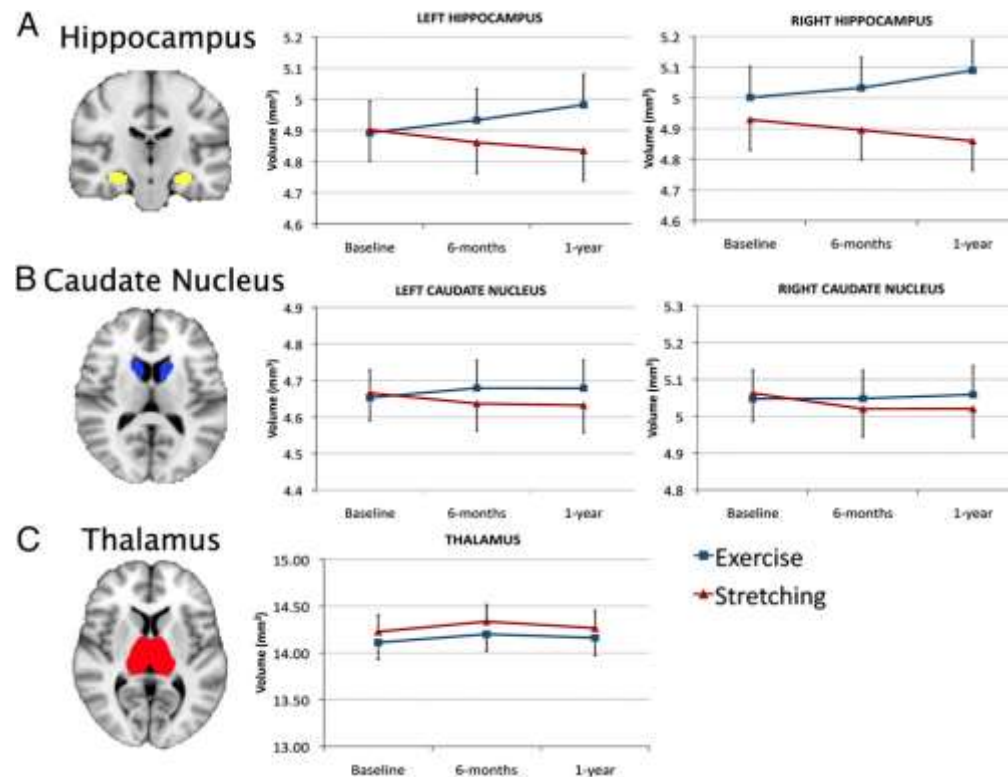 A
Hippocampus
LEFT HIPPOCAMPUS
Volume (mm³)
5.2
5.1
5
4.9
4.8
4.7
4.6
Baseline 6-months 1-year
RIGHT HIPPOCAMPUS
Volume (mm³)
5.2
5.1
5
4.9
4.8
4.7
4.6
Baseline 6-months 1-year
B Caudate Nucleus
LEFT CAUDATE NUCLEUS
Volume (mm³)
4.9
4.8
4.7
4.6
4.5
4.4
Baseline 6-months 1-year
RIGHT CAUDATE NUCLEUS
Volume (mm³)
5.3
5.2
5.1
5
4.9
4.8
Baseline 6-months 1-year
C Thalamus
THALAMUS
Volume (mm³)
15.00
14.50
14.00
13.50
13.00
Baseline 6-months 1-year
Exercise
Stretching